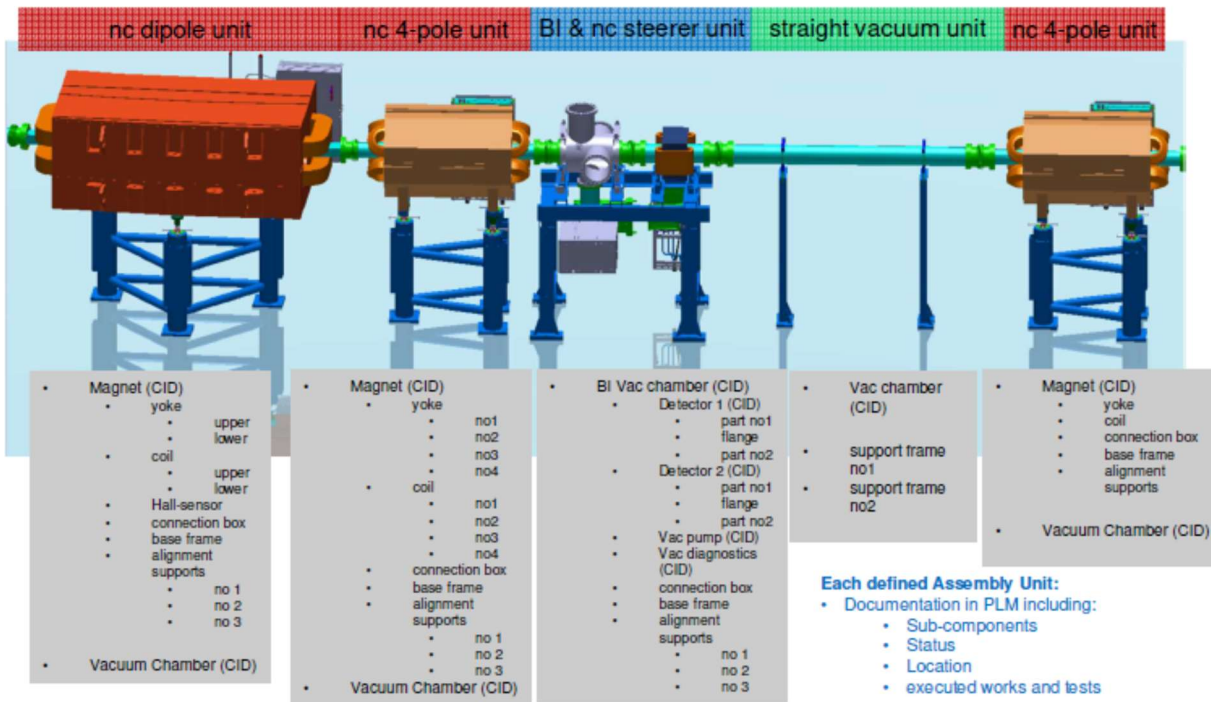 nc dipole unit
nc 4-pole unit
BI & nc steerer unit
straight vacuum unit
nc 4-pole unit
• Magnet (CID)
• yoke
• upper
• lower
• coil
• upper
• lower
• Hall-sensor
• connection box
• base frame
• alignment
supports
• no 1
• no 2
• no 3
• Vacuum Chamber (CID)
• Magnet (CID)
• yoke
• no1
• no2
• no3
• no4
• coil
• no1
• no2
• no3
• no4
• connection box
• base frame
• alignment
supports
• no 1
• no 2
• no 3
• Vacuum Chamber (CID)
• BI Vac chamber (CID)
• Detector 1 (CID)
• part no1
• flange
• part no2
• Detector 2 (CID)
• part no1
• flange
• part no2
• Vac pump (CID)
• Vac diagnostics
(CID)
• connection box
• base frame
• alignment
supports
• no 1
• no 2
• no 3
• Vac chamber
(CID)
• support frame
no1
• support frame
no2
• Magnet (CID)
• yoke
• coil
• connection box
• base frame
• alignment
supports
• Vacuum Chamber (CID)
Each defined Assembly Unit:
• Documentation in PLM including:
• Sub-components
• Status
• Location
• executed works and tests